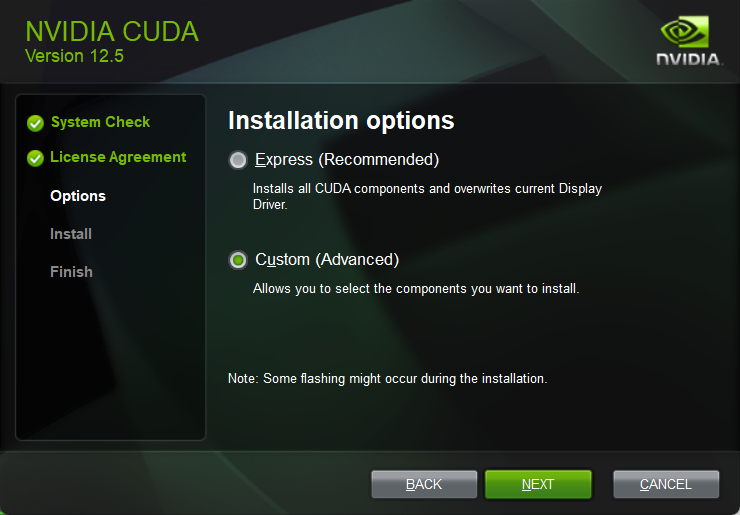 NVIDIA CUDA
Version 12.5
NVIDIA
System Check
License Agreement
Options
Install
Finish
Installation options
Express (Recommended)
Installs all CUDA components and overwrites current Display
Driver.
Custom (Advanced)
Allows you to select the components you want to install.
Note: Some flashing might occur during the installation.
BACK
NEXT
CANCEL